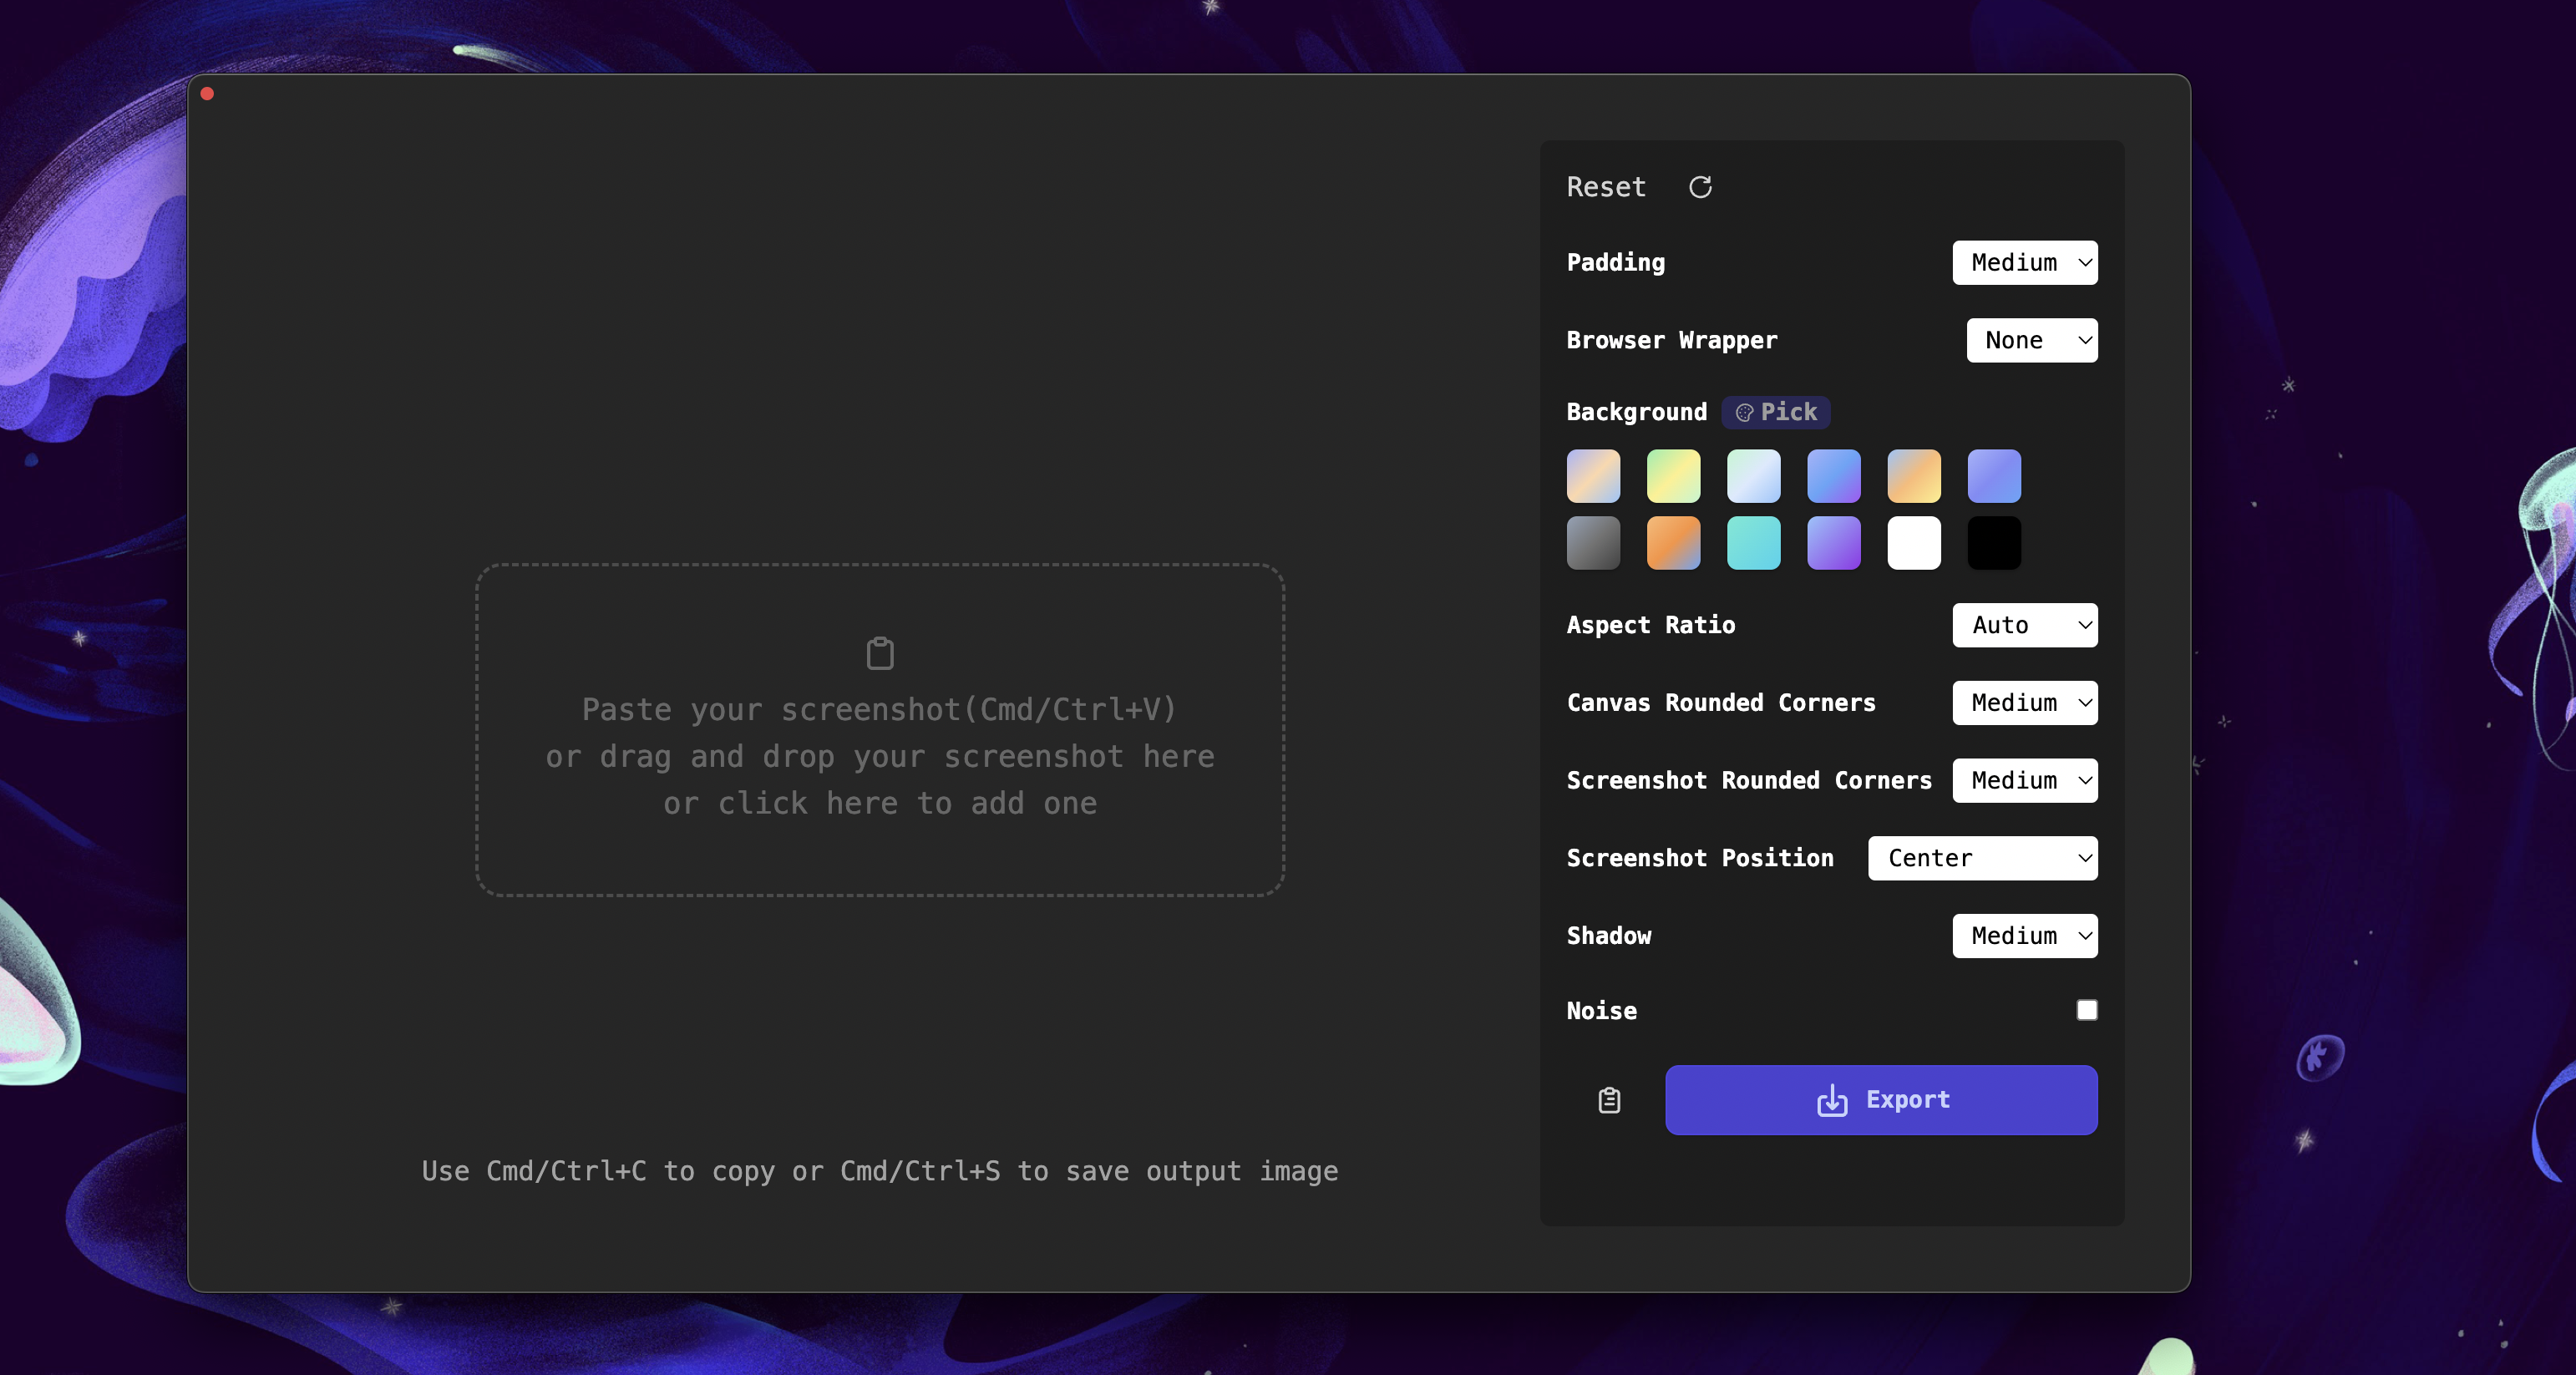 Reset
Padding
Medium
Browser Wrapper
None
Background
Pick
Aspect Ratio
Auto
Canvas Rounded Corners
Medium
Screenshot Rounded Corners
Medium
Screenshot Position
Center
Shadow
Medium
Noise
Export
Paste your screenshot(Cmd/Ctrl+V)
or drag and drop your screenshot here
or click here to add one
Use Cmd/Ctrl+C to copy or Cmd/Ctrl+S to save output image